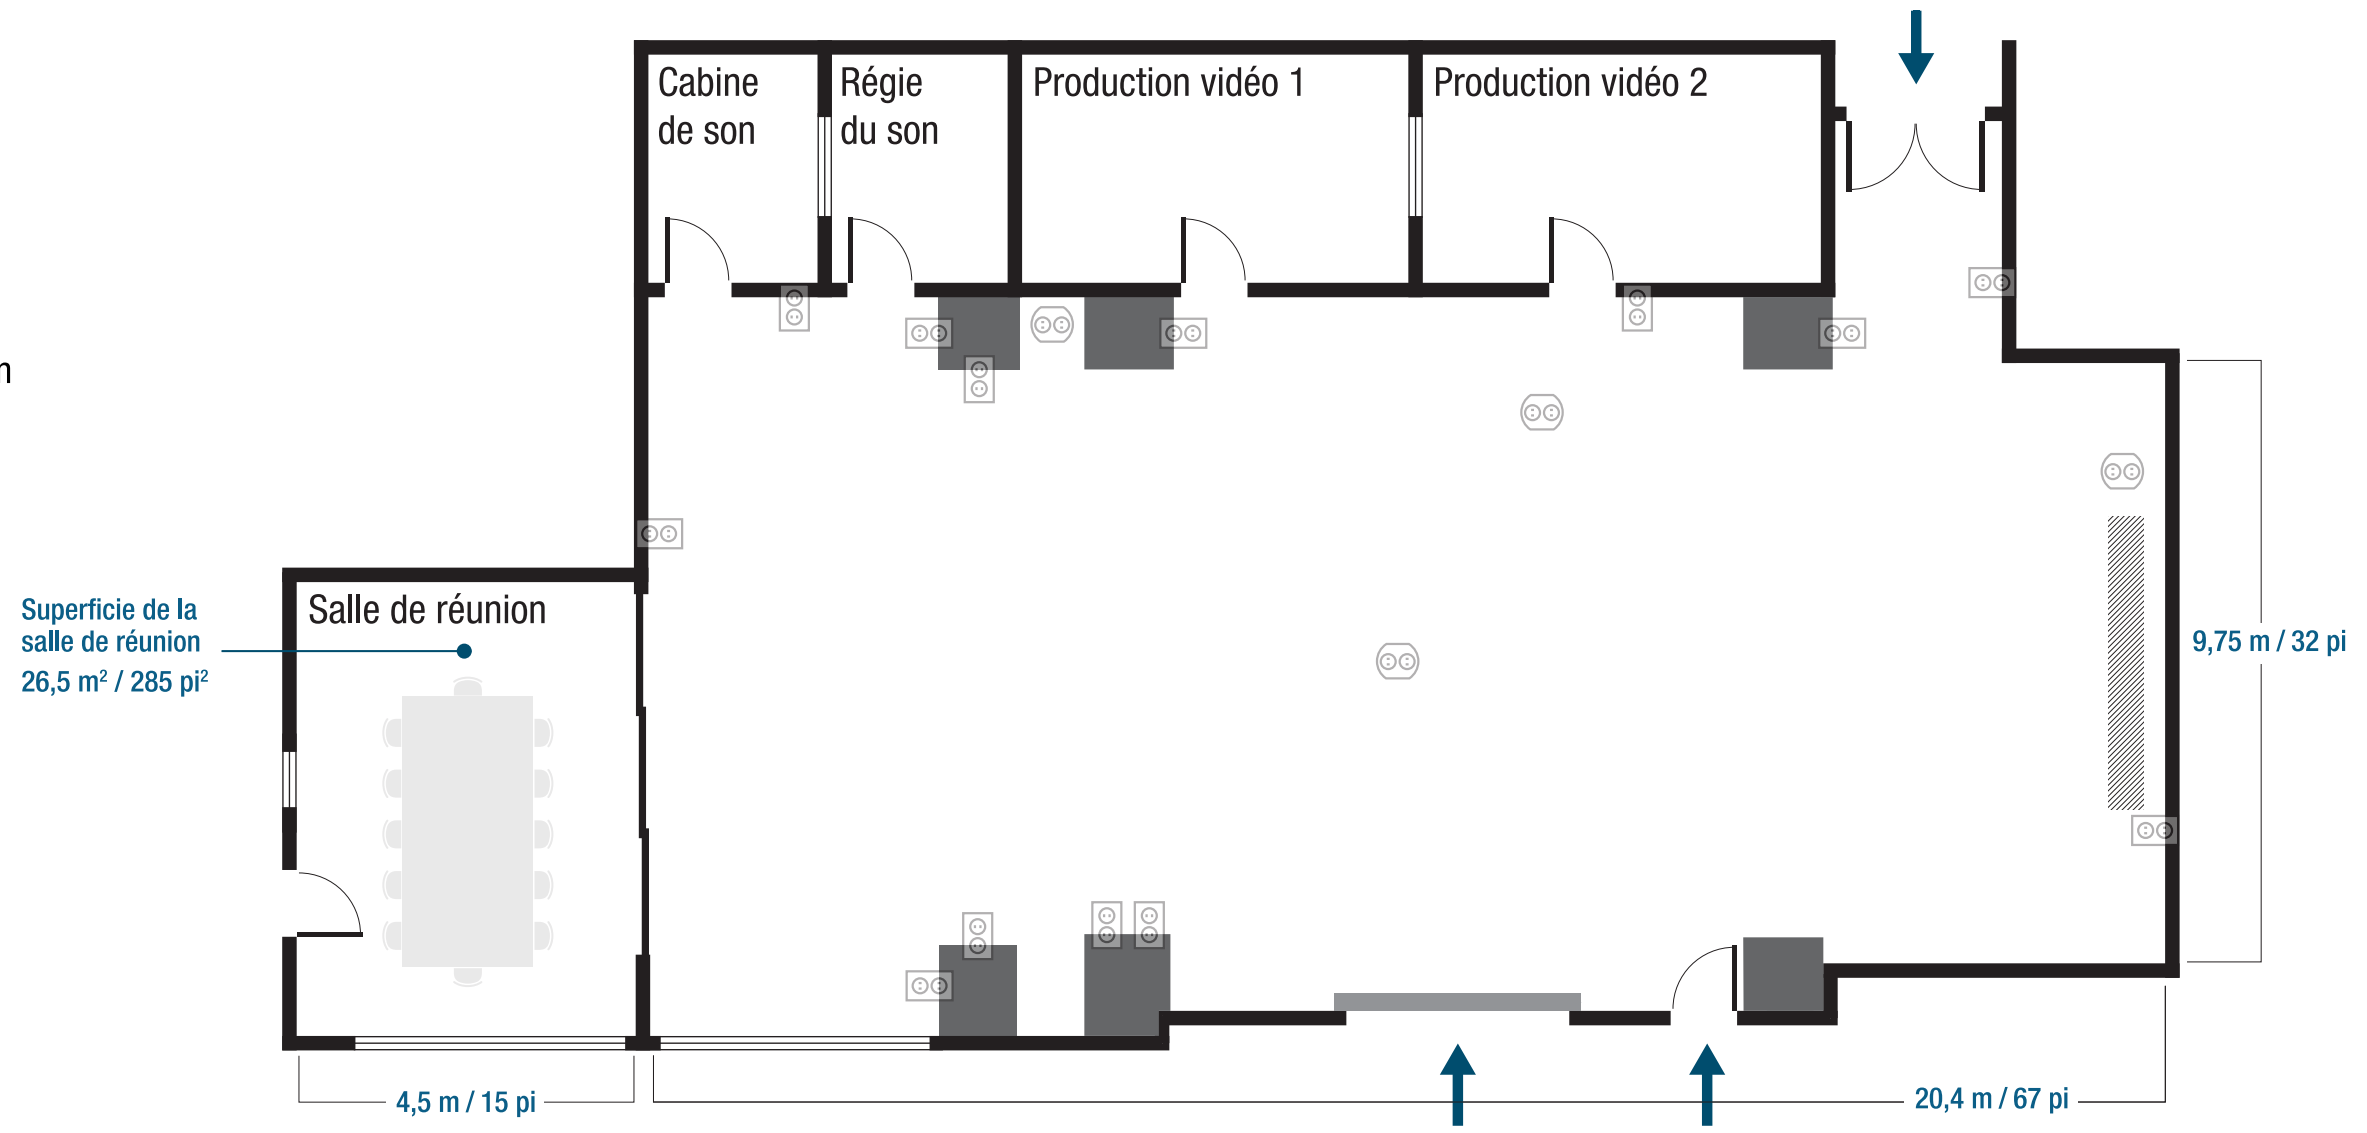 Cabine
de son
Régie
du son
Production vidéo 1
Production vidéo 2
n
Salle de réunion
Superficie de la
salle de réunion
26,5 m² / 285 pi²
9,75 m / 32 pi
4,5 m / 15 pi
20,4 m / 67 pi